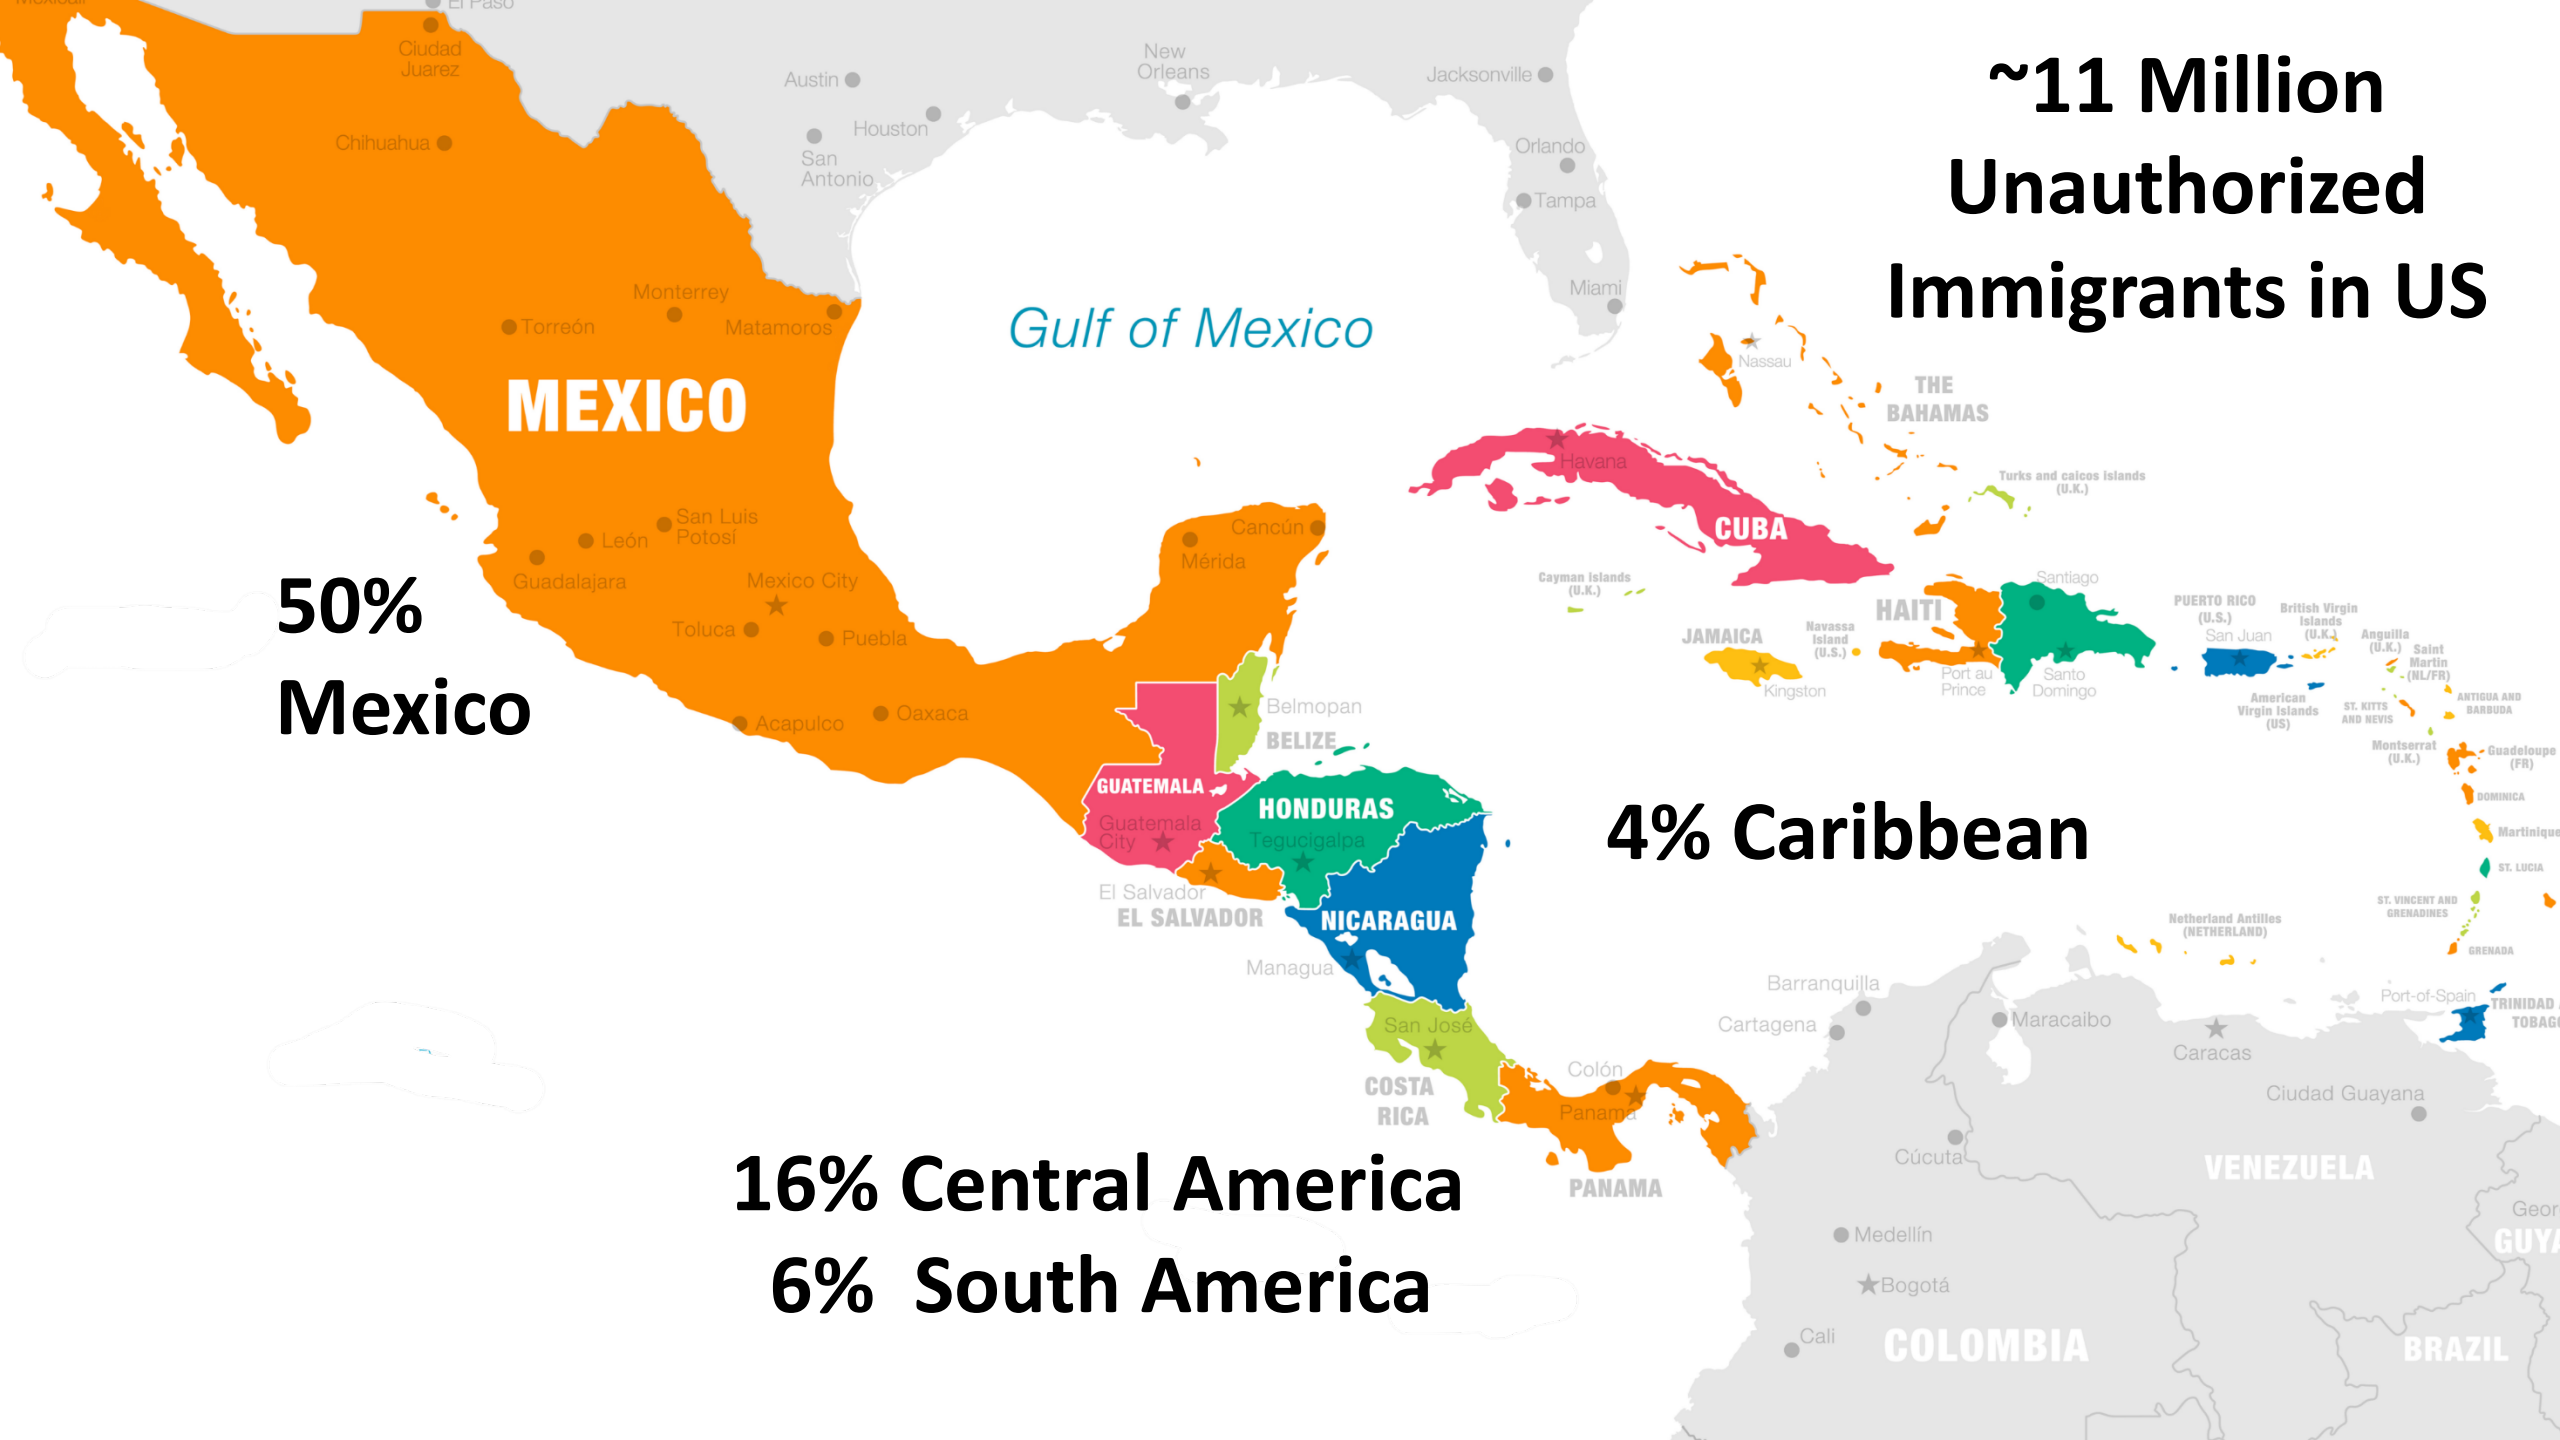 El Paso
Ciudad
Juarez
Chihuahua
Austin
Houston
San
Antonio
New
Orleans
Jacksonville
Orlando
Tampa
Miami
~11 Million
Unauthorized
Immigrants in US
Gulf of Mexico
Monterrey
Torreón
Matamoros
MEXICO
Nassau
THE
BAHAMAS
Havana
CUBA
Turks and caicos islands
(U.K.)
San Luis
Potosí
León
Guadalajara
Mexico City
Toluca
Puebla
Acapulco
Oaxaca
Cancún
Mérida
50%
Mexico
Cayman Islands
(U.K.)
JAMAICA
Kingston
Navassa
Island
(U.S.)
HAITI
Port au
Prince
Santiago
Santo
Domingo
PUERTO RICO
(U.S.)
San Juan
British Virgin
Islands
(U.K.)
Anguilla
(U.K.)
Saint
Martin
(NL/FR)
American
Virgin Islands
(US)
ST. KITTS
AND NEVIS
ANTIGUA AND
BARBUDA
Montserrat
(U.K.)
Guadeloupe
(FR)
DOMINICA
Martinique
ST. LUCIA
ST. VINCENT AND
GRENADINES
GRENADA
Netherland Antilles
(NETHERLAND)
Port-of-Spain
TRINIDAD
Belmopan
BELIZE
GUATEMALA
Guatemala
City
HONDURAS
Tegucigalpa
El Salvador
EL SALVADOR
NICARAGUA
Managua
4% Caribbean
San José
COSTA
RICA
Colón
Panama
PANAMA
Barranquilla
Cartagena
Maracaibo
Caracas
Ciudad Guayana
Cúcuta
VENEZUELA
Medellín
Bogotá
Cali
COLOMBIA
BRAZIL
16% Central America
6% South America